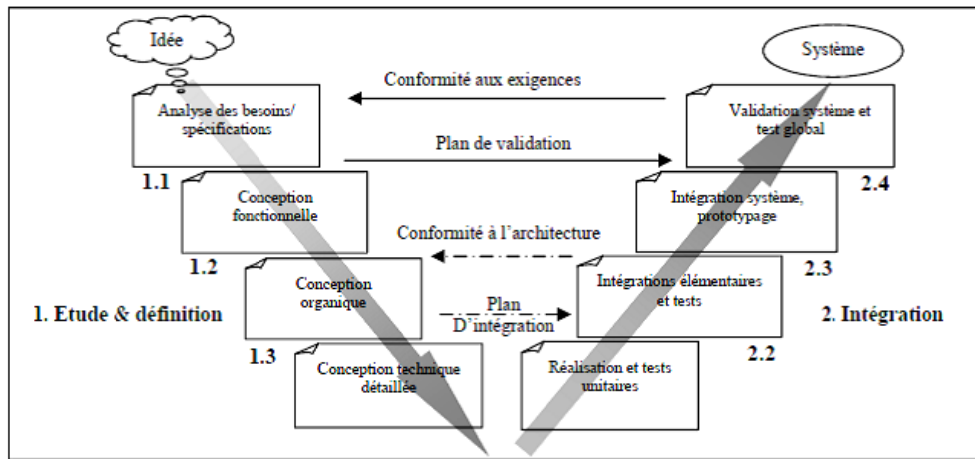 Idée
Système
Conformité aux exigences
Analyse des besoins/
spécifications
Validation système et
test global
Plan de validation
1.1
2.4
Conception
fonctionnelle
Intégration système,
prototypage
Conformité à l'architecture
1.2
2.3
Conception
organique
Intégrations élémentaires
et tests
1. Etude & définition
Plan
D'intégration
2. Intégration
1.3
2.2
Conception technique
détaillée
Réalisation et tests
unitaires